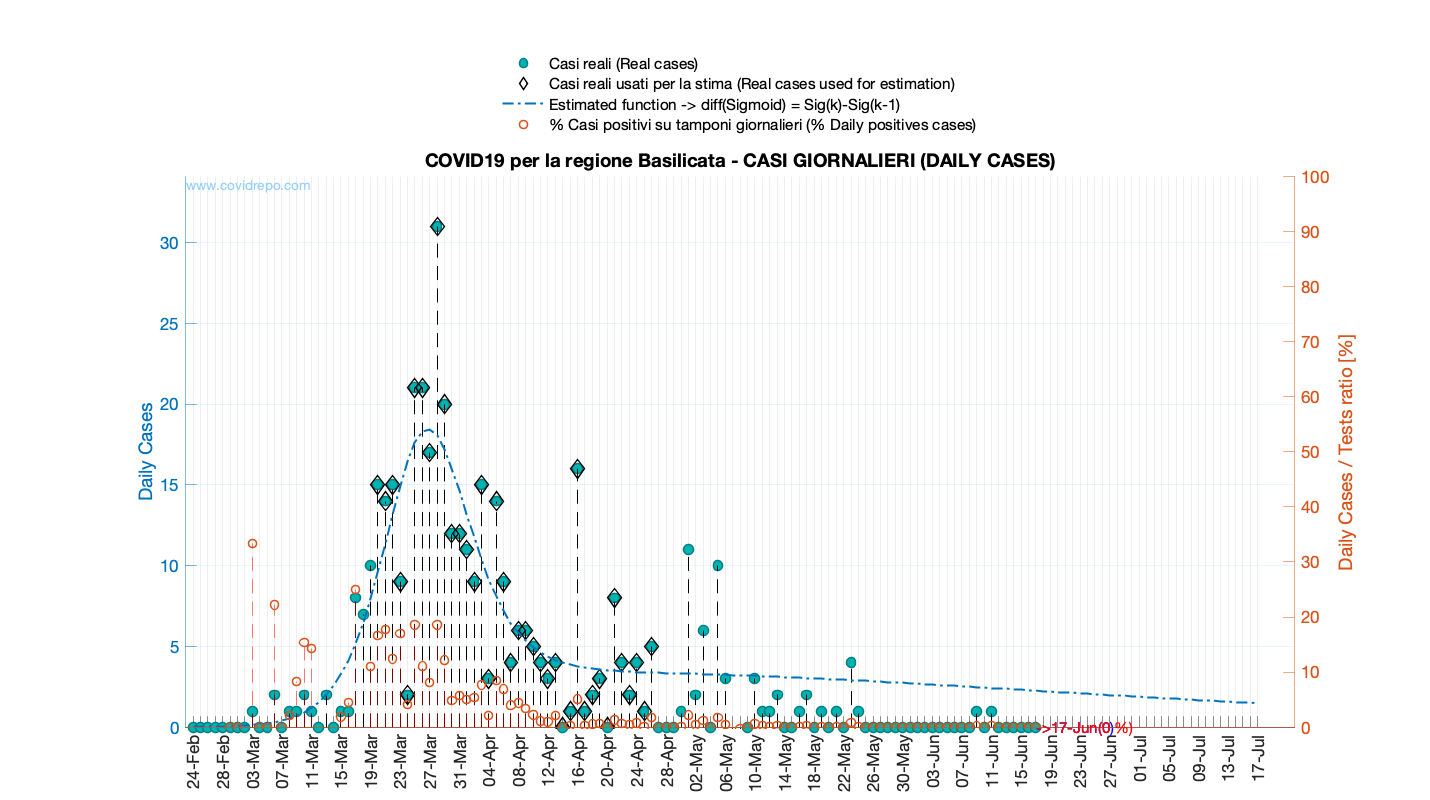 Casi reali (Real cases)
Casi reali usati per la stima (Real cases used for estimation)
Estimated function -> diff(Sigmoid) = Sig(k)-Sig(k-1)
% Casi positivi su tamponi giornalieri (% Daily positives cases)
COVID19 per la regione Basilicata - CASI GIORNALIERI (DAILY CASES)
www.covidrepo.com
Daily Cases
30
25
20
15
10
5
0
100
90
80
70
60
50
40
30
20
10
0
Daily Cases / Tests ratio [%]
->17-Jun(0)%)
24-Feb
28-Feb
03-Mar
07-Mar
11-Mar
15-Mar
19-Mar
23-Mar
27-Mar
31-Mar
04-Apr
08-Apr
12-Apr
16-Apr
20-Apr
24-Apr
28-Apr
02-May
06-May
10-May
14-May
18-May
22-May
26-May
30-May
03-Jun
07-Jun
11-Jun
15-Jun
19-Jun
23-Jun
27-Jun
01-Jul
05-Jul
09-Jul
13-Jul
17-Jul